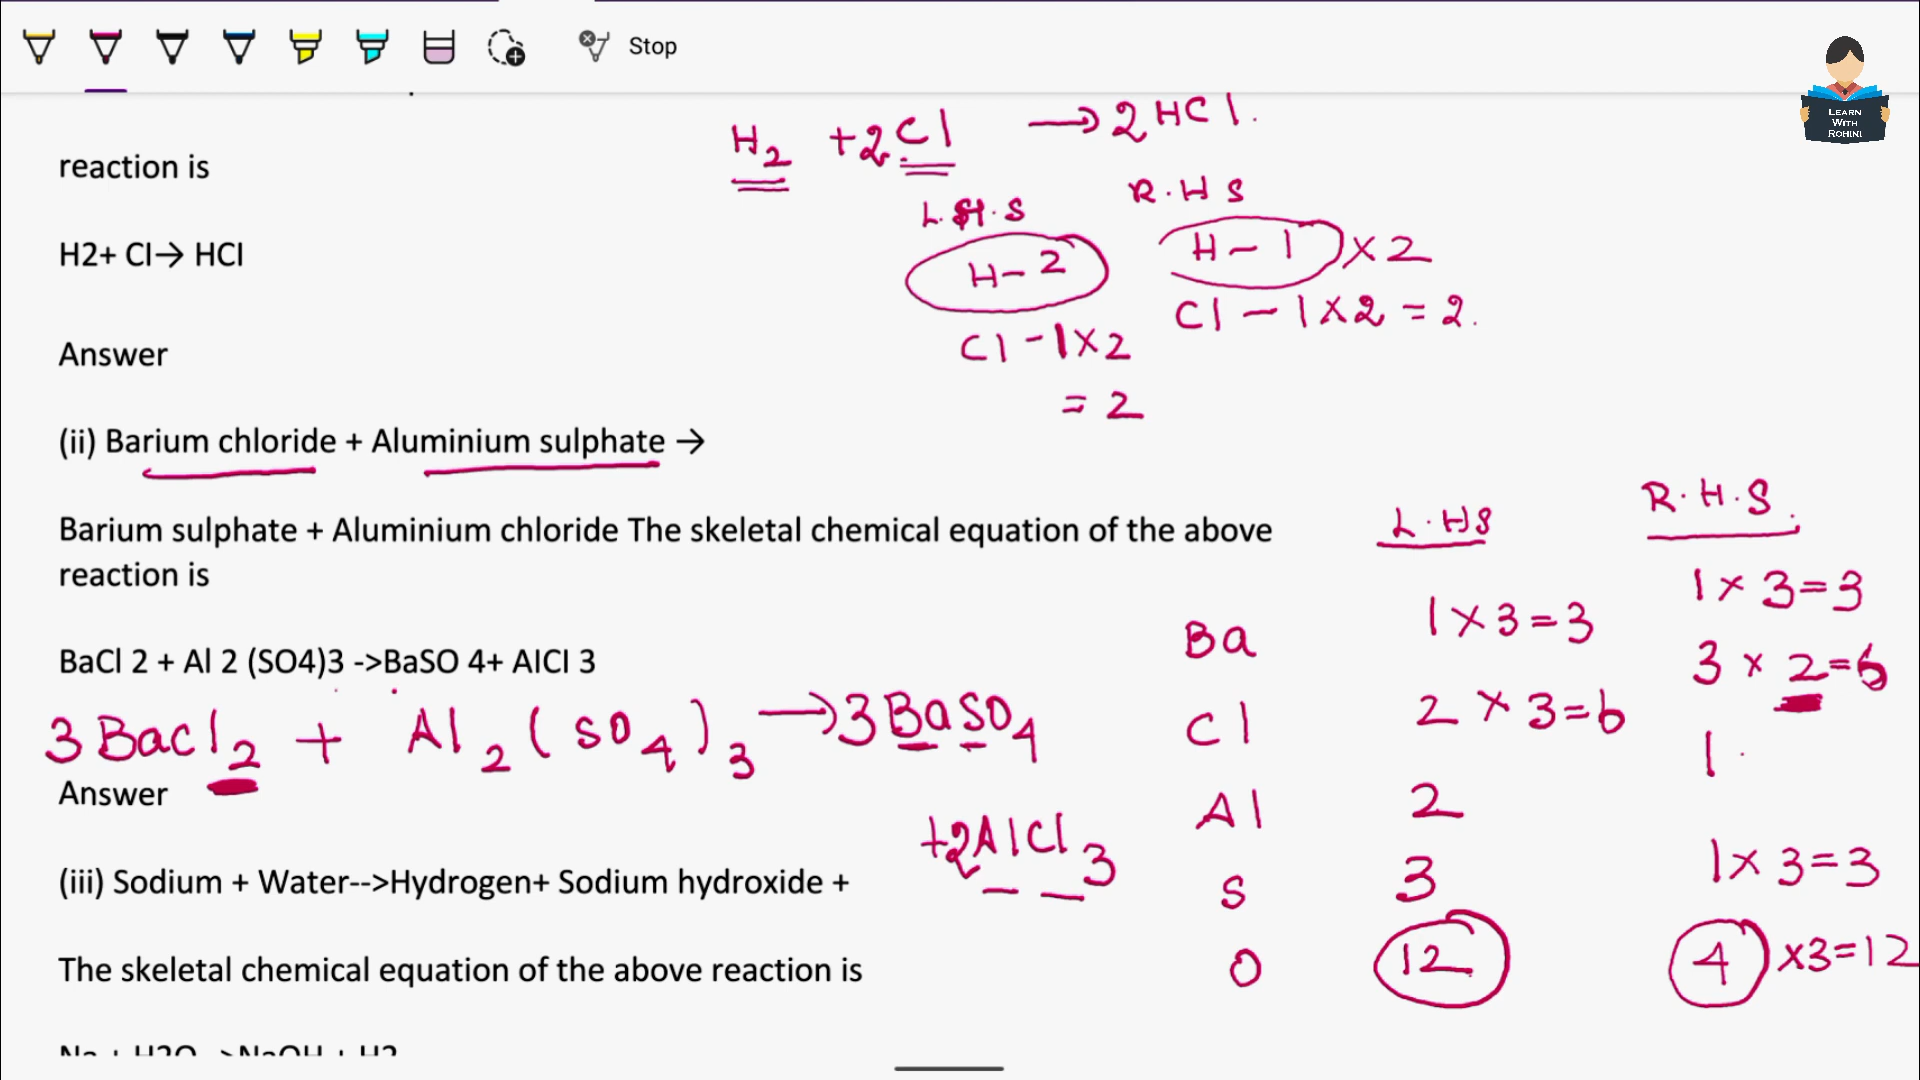 Stop
LEARN
WITH
ROHINI
H2 +2Cl → 2HCl.
reaction is
L.H.S R.H.S
H2+ Cl→ HCl
H-2 H-1 ×2
Cl-1×2 Cl-1×2=2.
=2
Answer
(ii) Barium chloride + Aluminium sulphate →
Barium sulphate + Aluminium chloride The skeletal chemical equation of the above
reaction is
L.HS R.H.S.
Ba 1×3=3 1×3=3
BaCl 2 + Al 2 (SO4)3 ->BaSO 4+ AlCl 3
Cl 2×3=6 3×2=6
3BaCl2 + Al2(SO4)3 → 3BaSO4
+2AlCl3
Al 2 1.
Answer
S 3 1×3=3
(iii) Sodium + Water-->Hydrogen+ Sodium hydroxide +
O 12 4 ×3=12
The skeletal chemical equation of the above reaction is
Na + H2O ->NaOH + H2